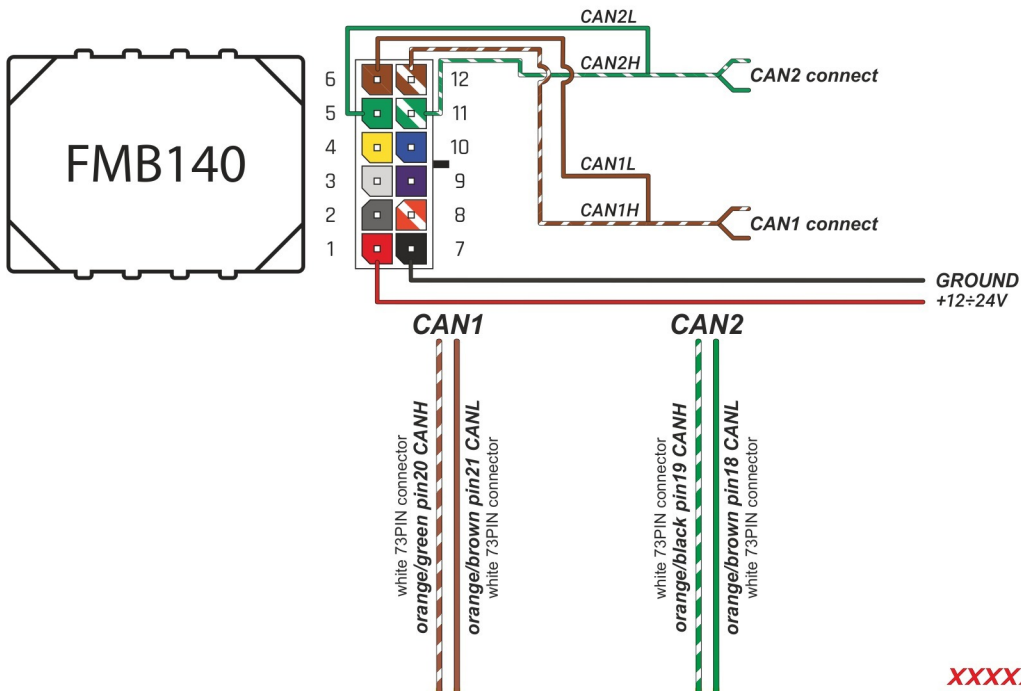 CAN2L
CAN2H
CAN2 connect
6
12
5
11
4
10
3
9
2
8
1
7
FMB140
CAN1L
CAN1H
CAN1 connect
GROUND
+12÷24V
CAN1
CAN2
white 73PIN connector
orange/green pin20 CANH
orange/brown pin21 CANL
white 73PIN connector
white 73PIN connector
orange/black pin19 CANH
orange/brown pin18 CANL
white 73PIN connector